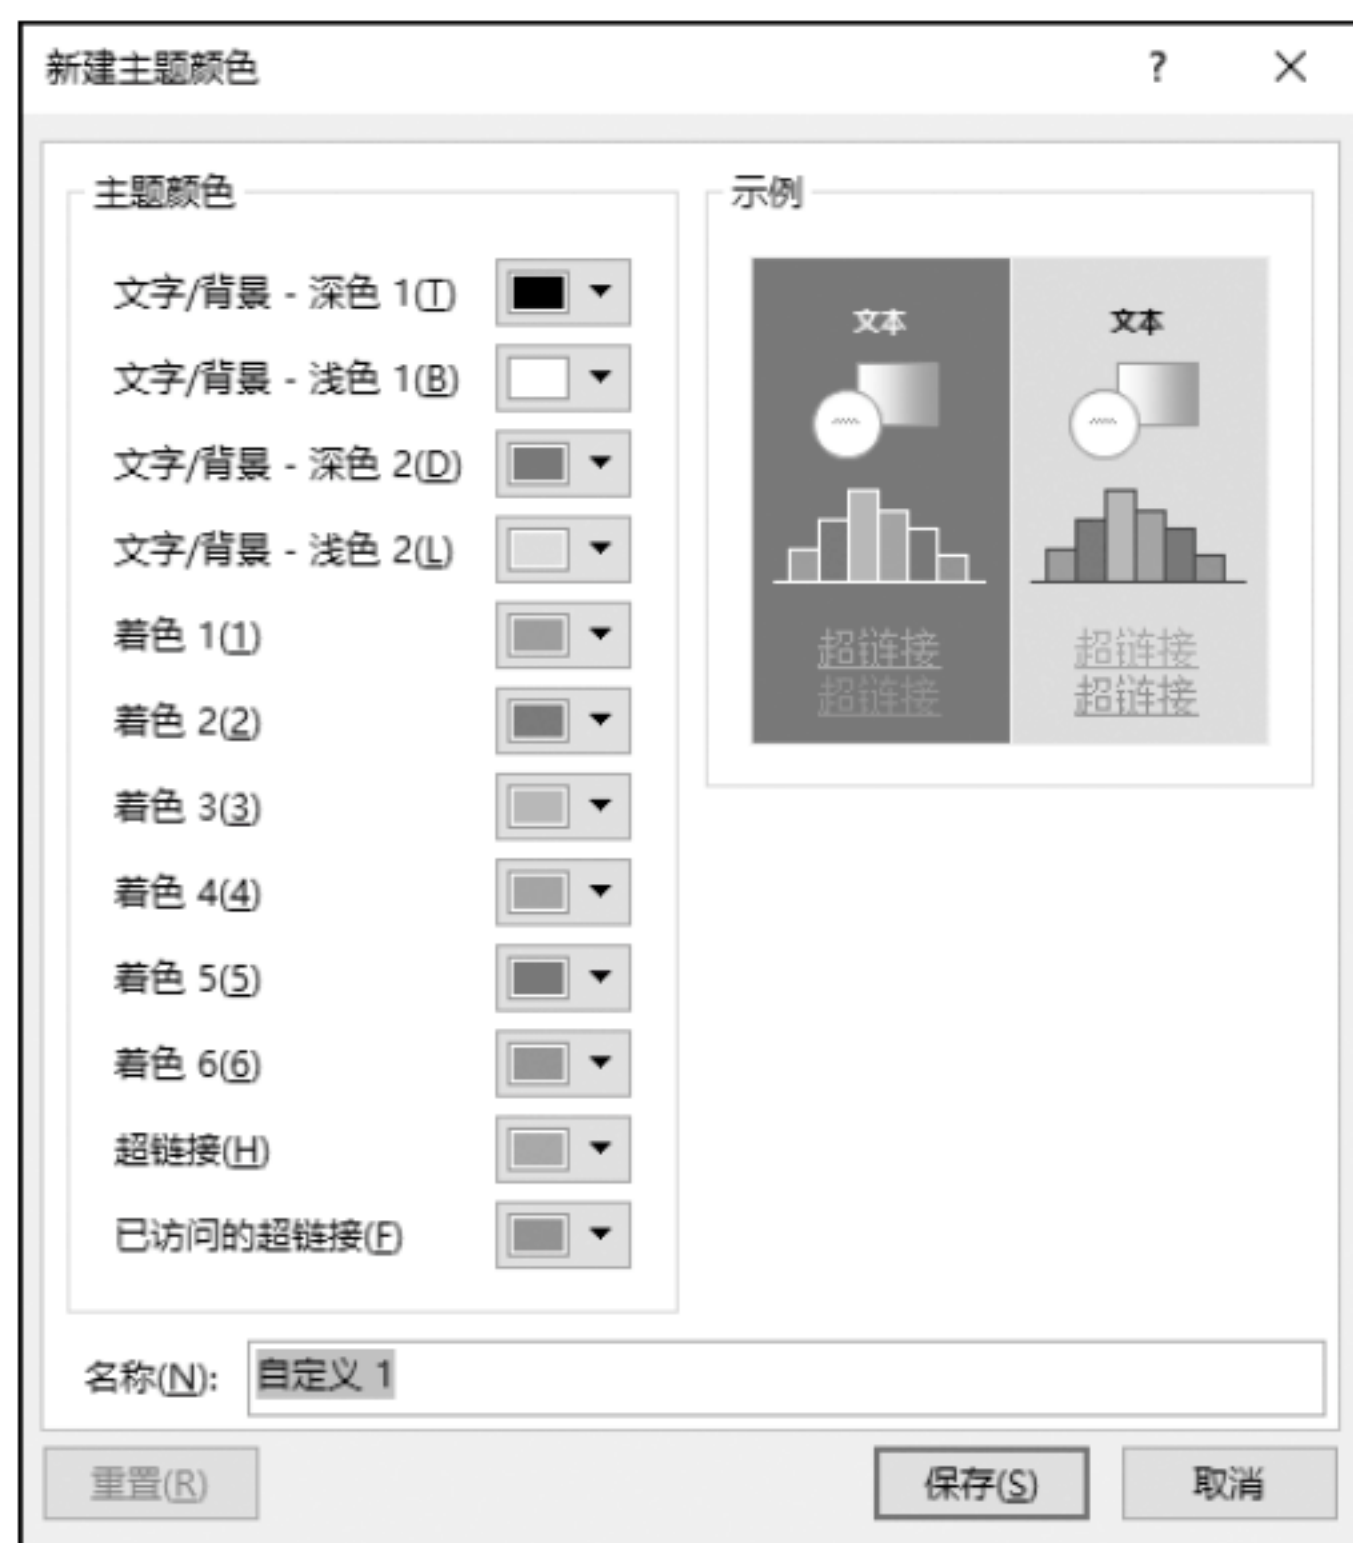 新建主题颜色 ?
主题颜色
文字/背景 - 深色 1(T)
文字/背景 - 浅色 1(B)
文字/背景 - 深色 2(D)
文字/背景 - 浅色 2(L)
着色 1(1)
着色 2(2)
着色 3(3)
着色 4(4)
着色 5(5)
着色 6(6)
超链接(H)
已访问的超链接(F)
示例
文本
超链接
超链接
文本
超链接
超链接
名称(N): 自定义 1
重置(R) 保存(S) 取消